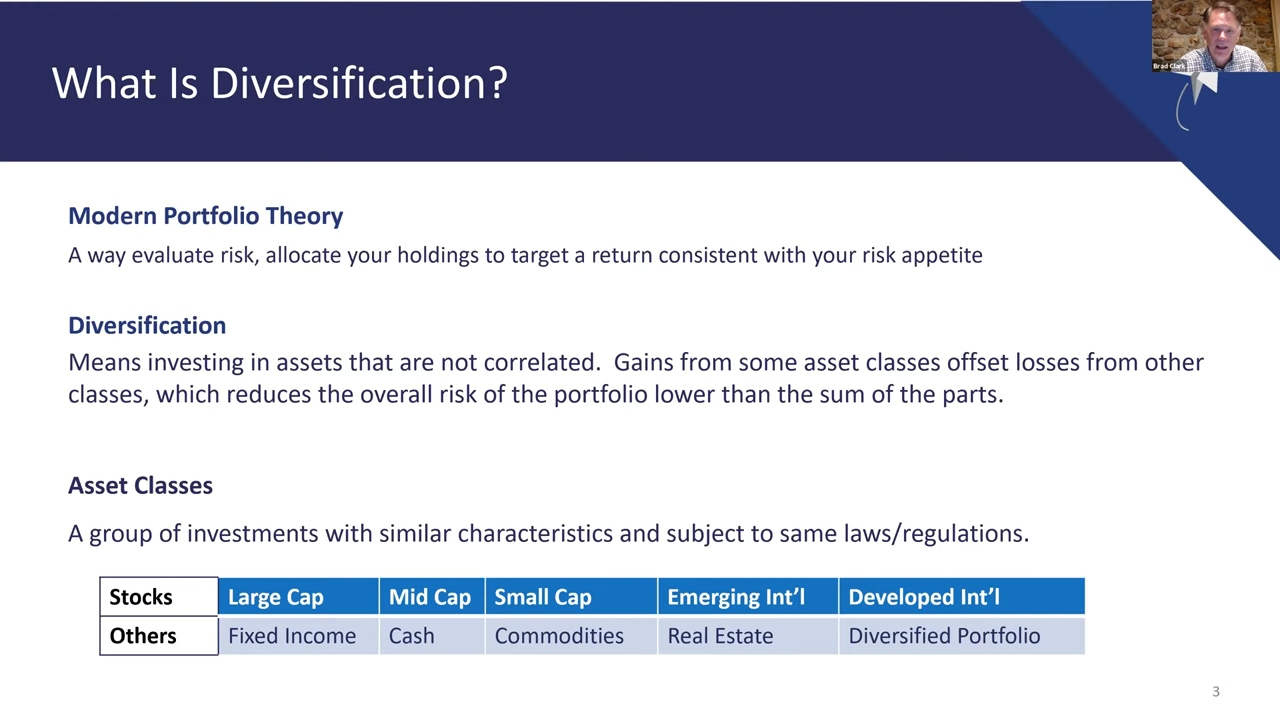 What Is Diversification?
Brad Clark
Modern Portfolio Theory
A way evaluate risk, allocate your holdings to target a return consistent with your risk appetite
Diversification
Means investing in assets that are not correlated.  Gains from some asset classes offset losses from other
classes, which reduces the overall risk of the portfolio lower than the sum of the parts.
Asset Classes
A group of investments with similar characteristics and subject to same laws/regulations.
Stocks Large Cap Mid Cap Small Cap Emerging Int'l Developed Int'l
Others Fixed Income Cash Commodities Real Estate Diversified Portfolio
3